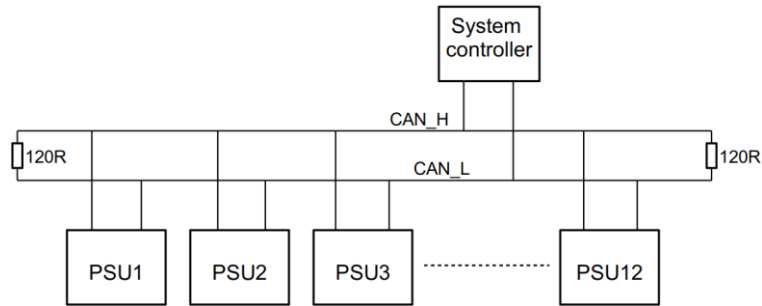 System
controller
CAN_H
120R
120R
CAN_L
PSU1
PSU2
PSU3
PSU12